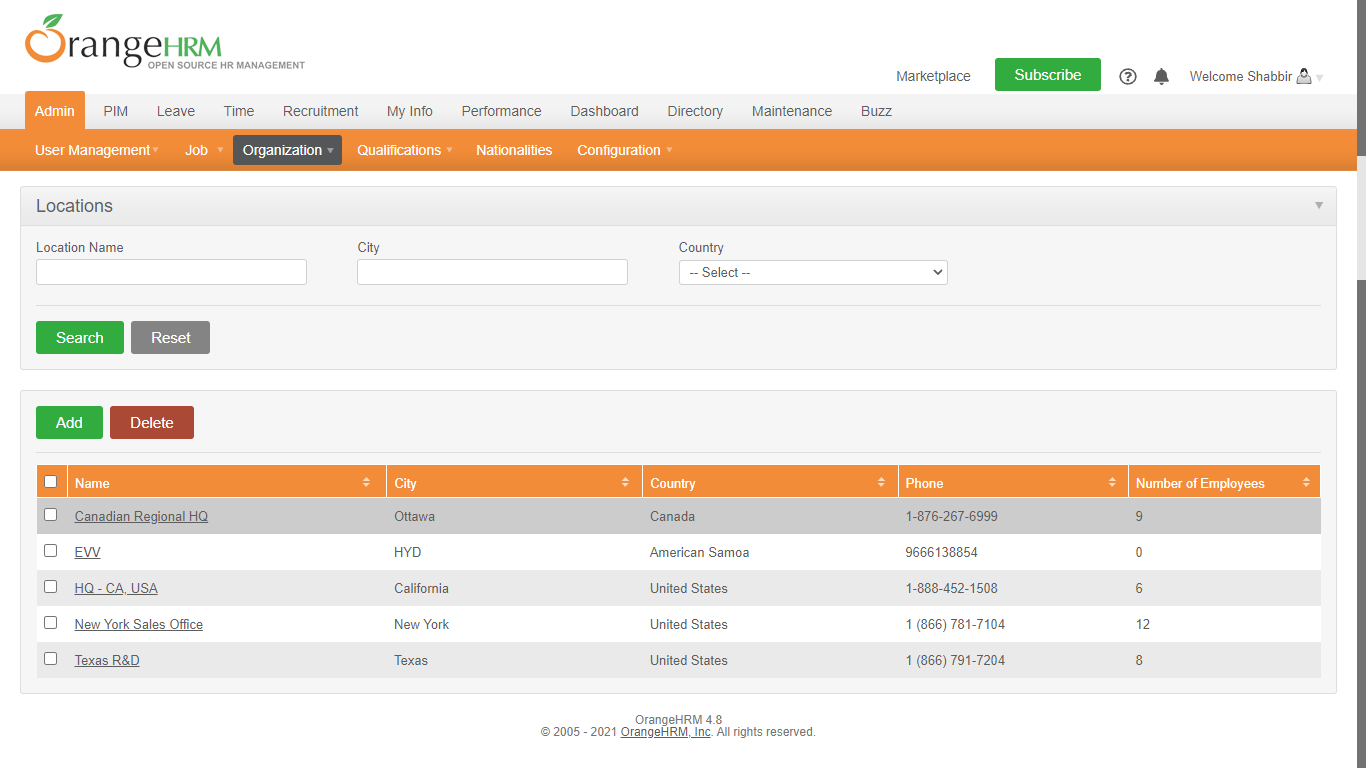 OrangeHRM
OPEN SOURCE HR MANAGEMENT
Marketplace Subscribe Welcome Shabbir
Admin PIM Leave Time Recruitment My Info Performance Dashboard Directory Maintenance Buzz
User Management Job Organization Qualifications Nationalities Configuration
Locations
Location Name City Country
-- Select --
Search Reset
Add Delete
Name City Country Phone Number of Employees
Canadian Regional HQ Ottawa Canada 1-876-267-6999 9
EVV HYD American Samoa 9666138854 0
HQ - CA, USA California United States 1-888-452-1508 6
New York Sales Office New York United States 1 (866) 781-7104 12
Texas R&D Texas United States 1 (866) 791-7204 8
OrangeHRM 4.8
© 2005 - 2021 OrangeHRM, Inc. All rights reserved.